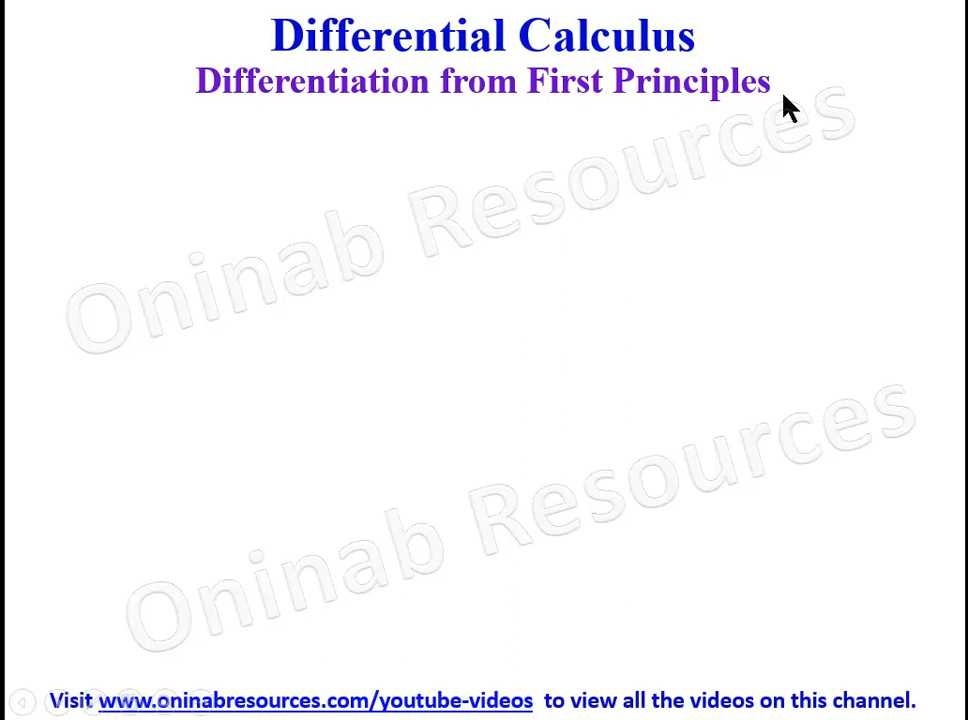 Differential Calculus
Differentiation from First Principles
Oninab Resources
Oninab Resources
Visit www.oninabresources.com/youtube-videos to view all the videos on this channel.